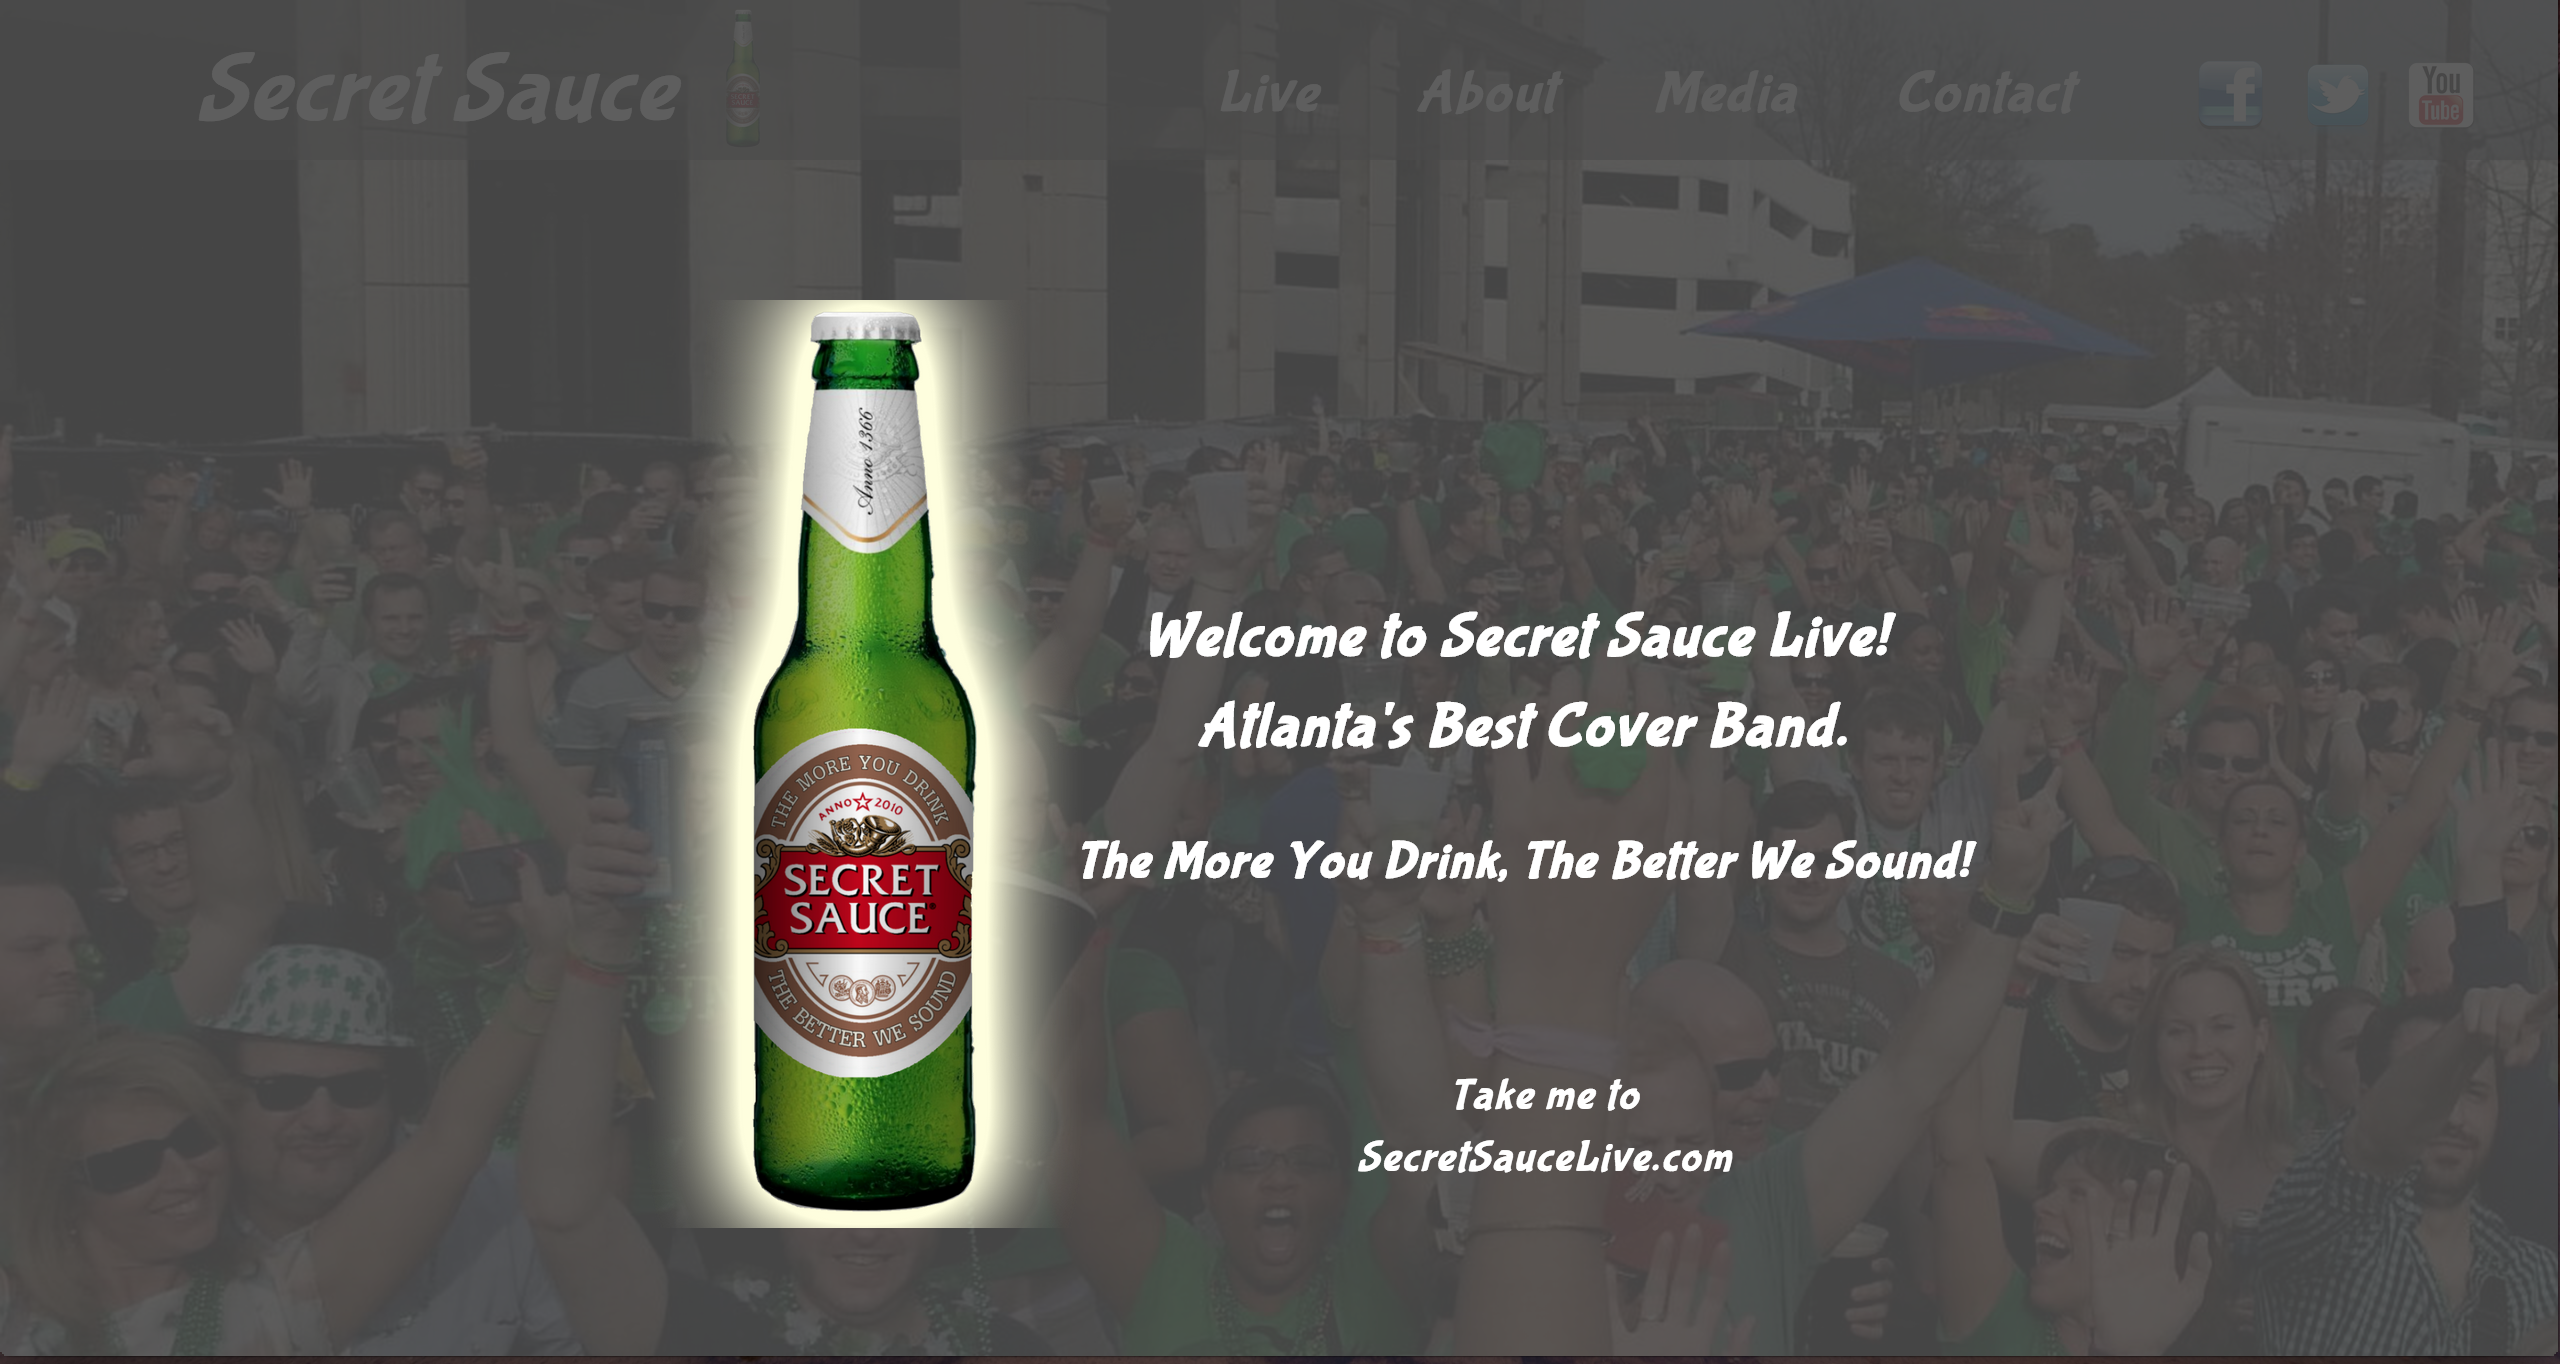 Secret Sauce
Live About Media Contact
f
You
Tube
Anno 1366
THE MORE YOU DRINK
ANNO 2010
SECRET
SAUCE
THE BETTER WE SOUND
Welcome to Secret Sauce Live!
Atlanta's Best Cover Band.
The More You Drink, The Better We Sound!
Take me to
SecretSauceLive.com